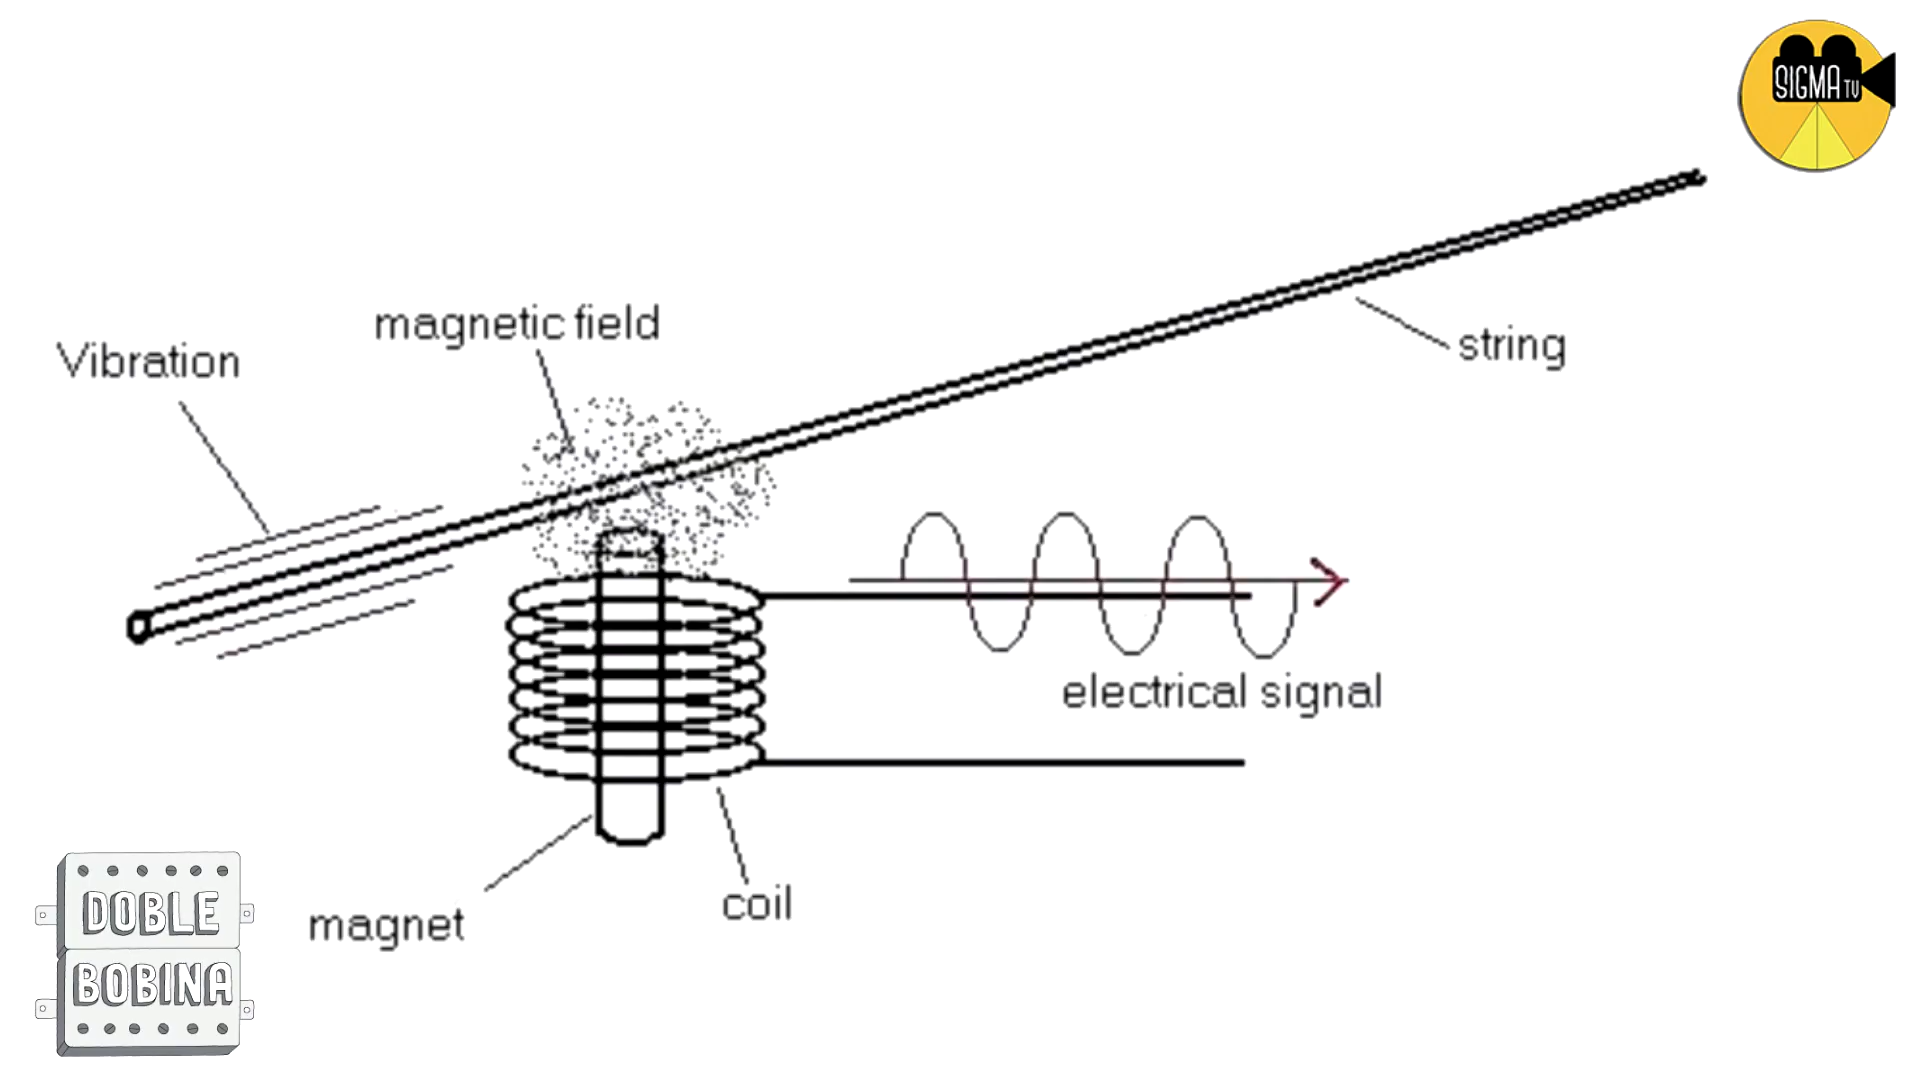 SIGMA TV
magnetic field
Vibration
string
electrical signal
coil
magnet
DOBLE
BOBINA